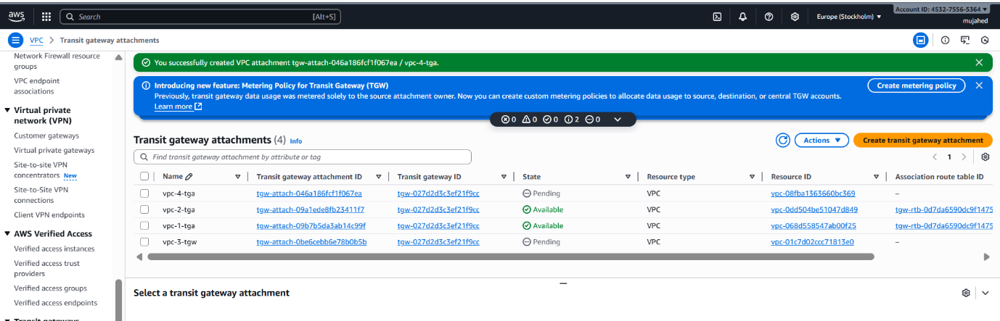 aws
Search [Alt+S] Europe (Stockholm) Account ID: 4532-7556-5364
mujahed
VPC > Transit gateway attachments
Network Firewall resource
groups
VPC endpoint
associations
Virtual private
network (VPN)
Customer gateways
Virtual private gateways
Site-to-site VPN
concentrators New
Site-to-Site VPN
connections
Client VPN endpoints
AWS Verified Access
Verified access instances
Verified access trust
providers
Verified access groups
Verified access endpoints
Transit gateways
You successfully created VPC attachment tgw-attach-046a186fcf1f067ea / vpc-4-tga.
Introducing new feature: Metering Policy for Transit Gateway (TGW)
Previously, transit gateway data usage was metered solely to the source attachment owner. Now you can create custom metering policies to allocate data usage to source, destination, or central TGW accounts.
Learn more
Create metering policy
0 0 0 2 0
Transit gateway attachments (4) Info
Actions Create transit gateway attachment
Find transit gateway attachment by attribute or tag
1
Name Transit gateway attachment ID Transit gateway ID State Resource type Resource ID Association route table ID
vpc-4-tga tgw-attach-046a186fcf1f067ea tgw-027d2d3c3ef21f9cc Pending VPC vpc-08fba1363660bc369 –
vpc-2-tga tgw-attach-09a1ede8fb23411f7 tgw-027d2d3c3ef21f9cc Available VPC vpc-0dd504be51047d849 tgw-rtb-0d7da6590dc9f1475
vpc-1-tga tgw-attach-09b7b5da3ab14c99f tgw-027d2d3c3ef21f9cc Available VPC vpc-068d558547ab00f25 tgw-rtb-0d7da6590dc9f1475
vpc-3-tgw tgw-attach-0be6cebb6e78b0b5b tgw-027d2d3c3ef21f9cc Pending VPC vpc-01c7d02ccc71813e0 –
Select a transit gateway attachment